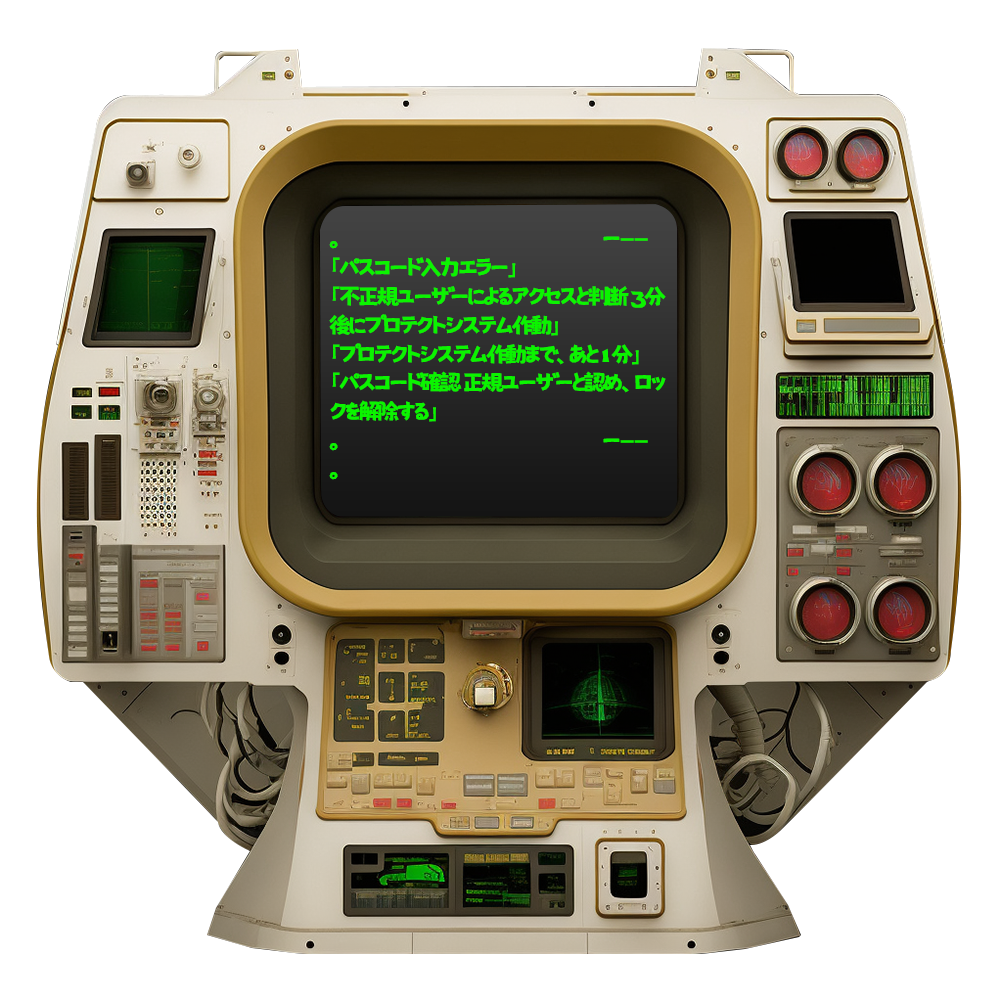 。 ー－－
「パスコード入力エラー」
「不正規ユーザーによるアクセスと判断 3分
後にプロテクトシステム作動」
「プロテクトシステム作動まで、あと1分」
「パスコード確認 正規ユーザーと認め、ロッ
クを解除する」
。 ー－－
。